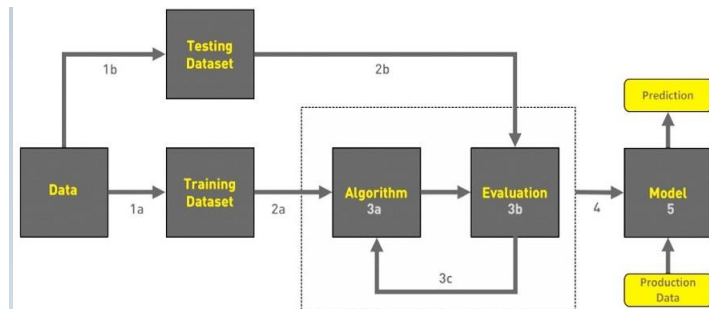 Testing
Dataset
1b
2b
Prediction
Data
1a
Training
Dataset
2a
Algorithm
3a
Evaluation
3b
3c
4
Model
5
Production
Data